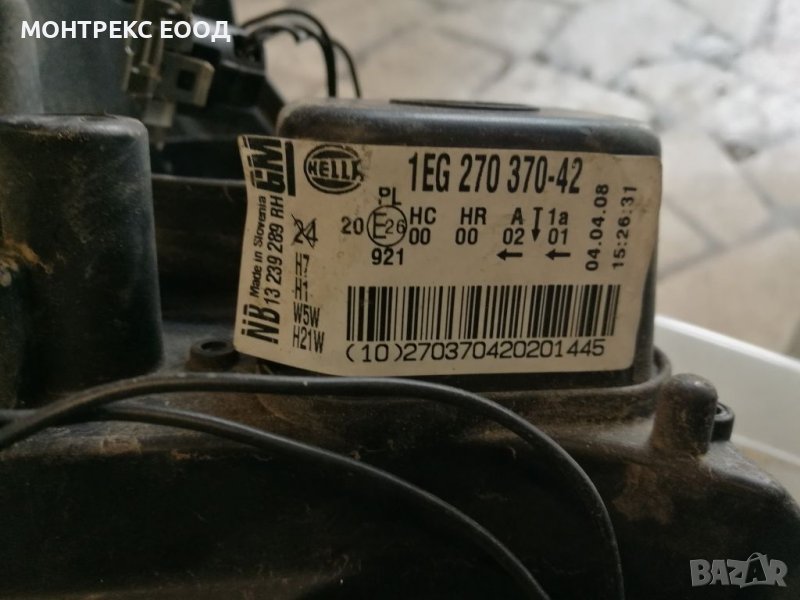 МОНТРЕКС ЕООД
GM
HELLA
1EG 270 370-42
PL
20 E26
921
HC HR A 1a
00 00 02 01
04.04.08
15:26:31
Made in Slovenia
NB 13 239 289 RH
H7
H1
W5W
H21W
(10)270370420201445
BAZAR